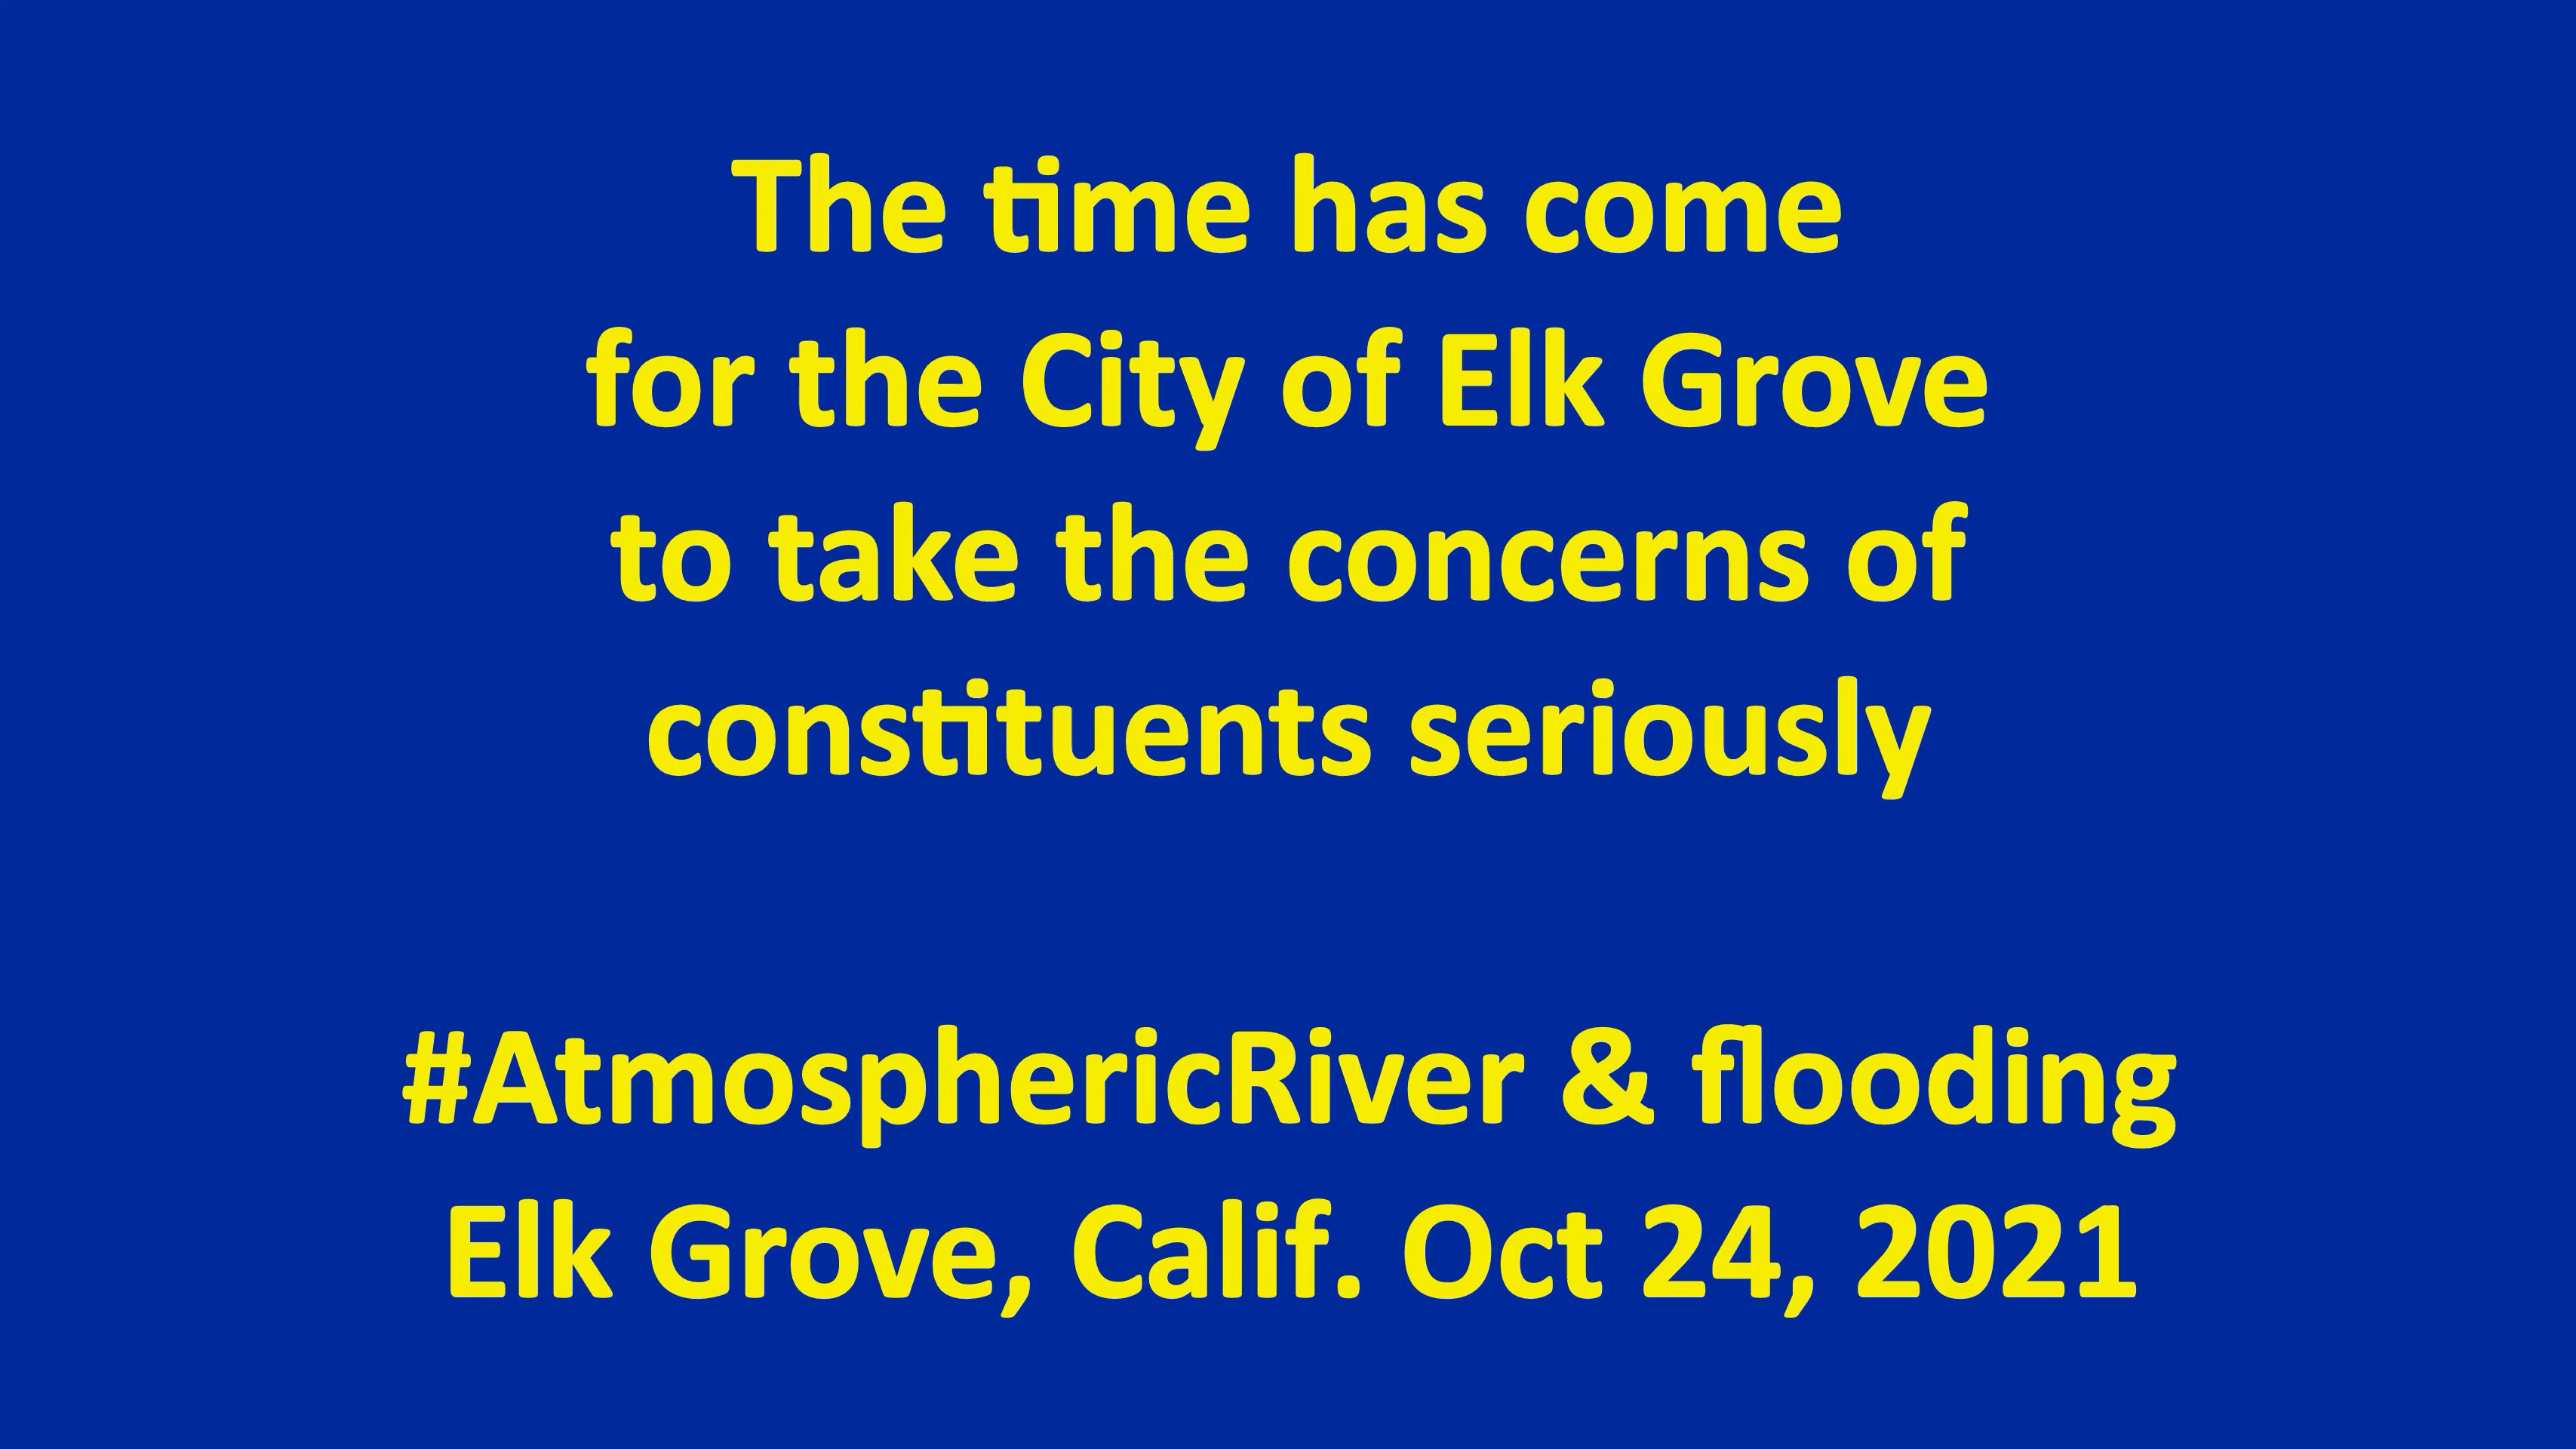 The time has come
for the City of Elk Grove
to take the concerns of
constituents seriously
#AtmosphericRiver & flooding
Elk Grove, Calif. Oct 24, 2021